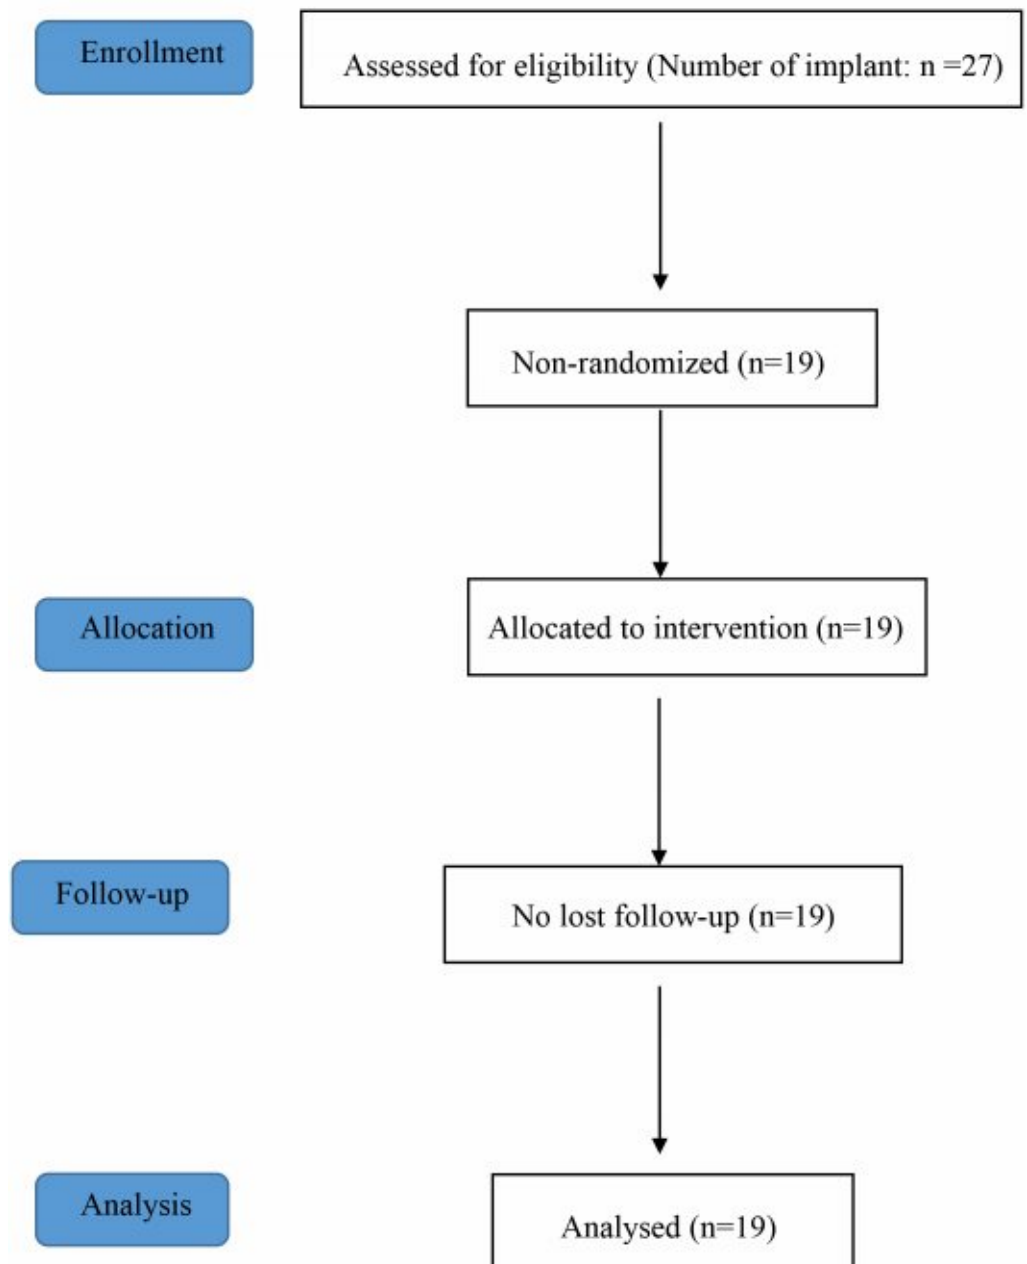 Enrollment
Assessed for eligibility (Number of implant: n =27)
Non-randomized (n=19)
Allocation
Allocated to intervention (n=19)
Follow-up
No lost follow-up (n=19)
Analysis
Analysed (n=19)